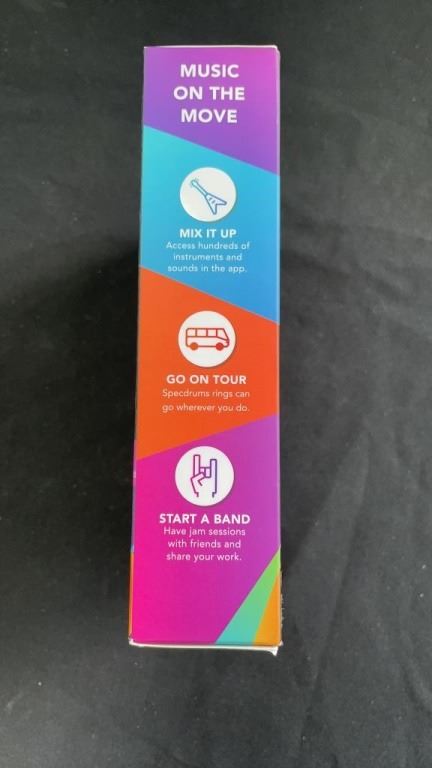 MUSIC
ON THE
MOVE
MIX IT UP
Access hundreds of
instruments and
sounds in the app.
GO ON TOUR
Specdrums rings can
go wherever you do.
START A BAND
Have jam sessions
with friends and
share your work.